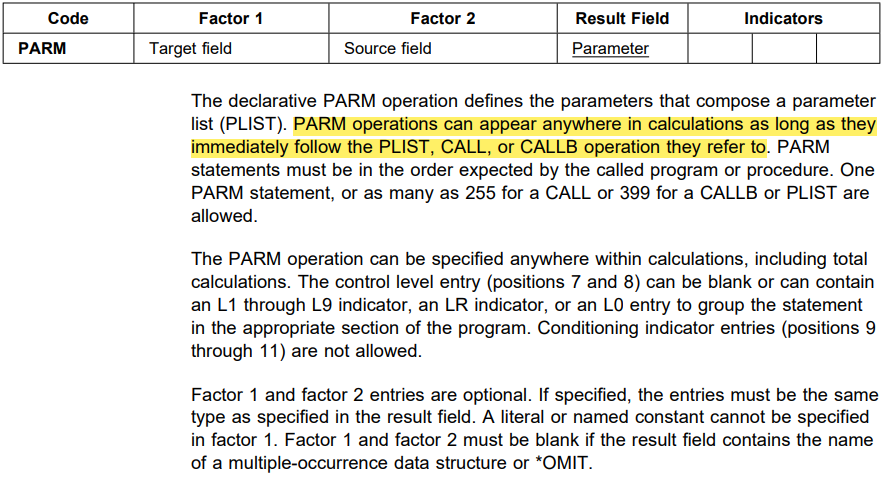 Code Factor 1 Factor 2 Result Field Indicators
PARM Target field Source field Parameter
The declarative PARM operation defines the parameters that compose a parameter
list (PLIST). PARM operations can appear anywhere in calculations as long as they
immediately follow the PLIST, CALL, or CALLB operation they refer to. PARM
statements must be in the order expected by the called program or procedure. One
PARM statement, or as many as 255 for a CALL or 399 for a CALLB or PLIST are
allowed.
The PARM operation can be specified anywhere within calculations, including total
calculations. The control level entry (positions 7 and 8) can be blank or can contain
an L1 through L9 indicator, an LR indicator, or an L0 entry to group the statement
in the appropriate section of the program. Conditioning indicator entries (positions 9
through 11) are not allowed.
Factor 1 and factor 2 entries are optional. If specified, the entries must be the same
type as specified in the result field. A literal or named constant cannot be specified
in factor 1. Factor 1 and factor 2 must be blank if the result field contains the name
of a multiple-occurrence data structure or *OMIT.